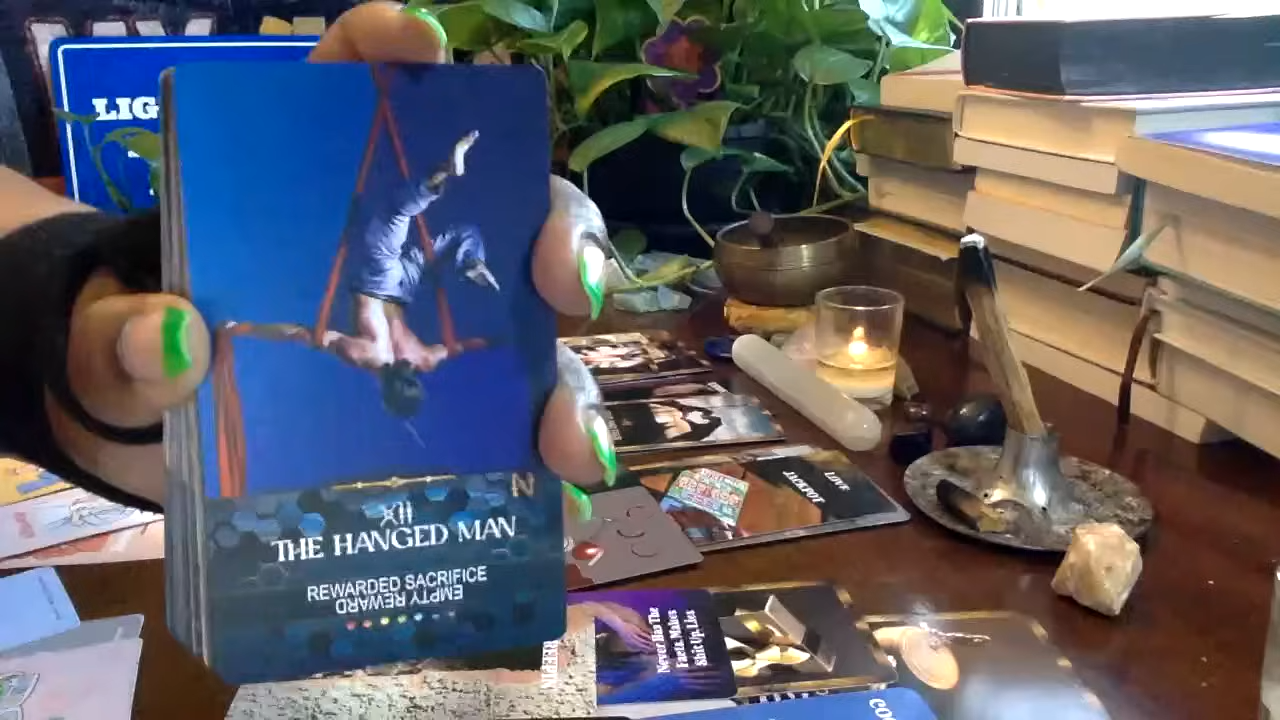 LIG
N
XII
THE HANGED MAN
REWARDED SACRIFICE
EMPTY REWARD
LOVE
JACKPOT
Never Has The
Facts, Makes
Shit Up, Lies
CO